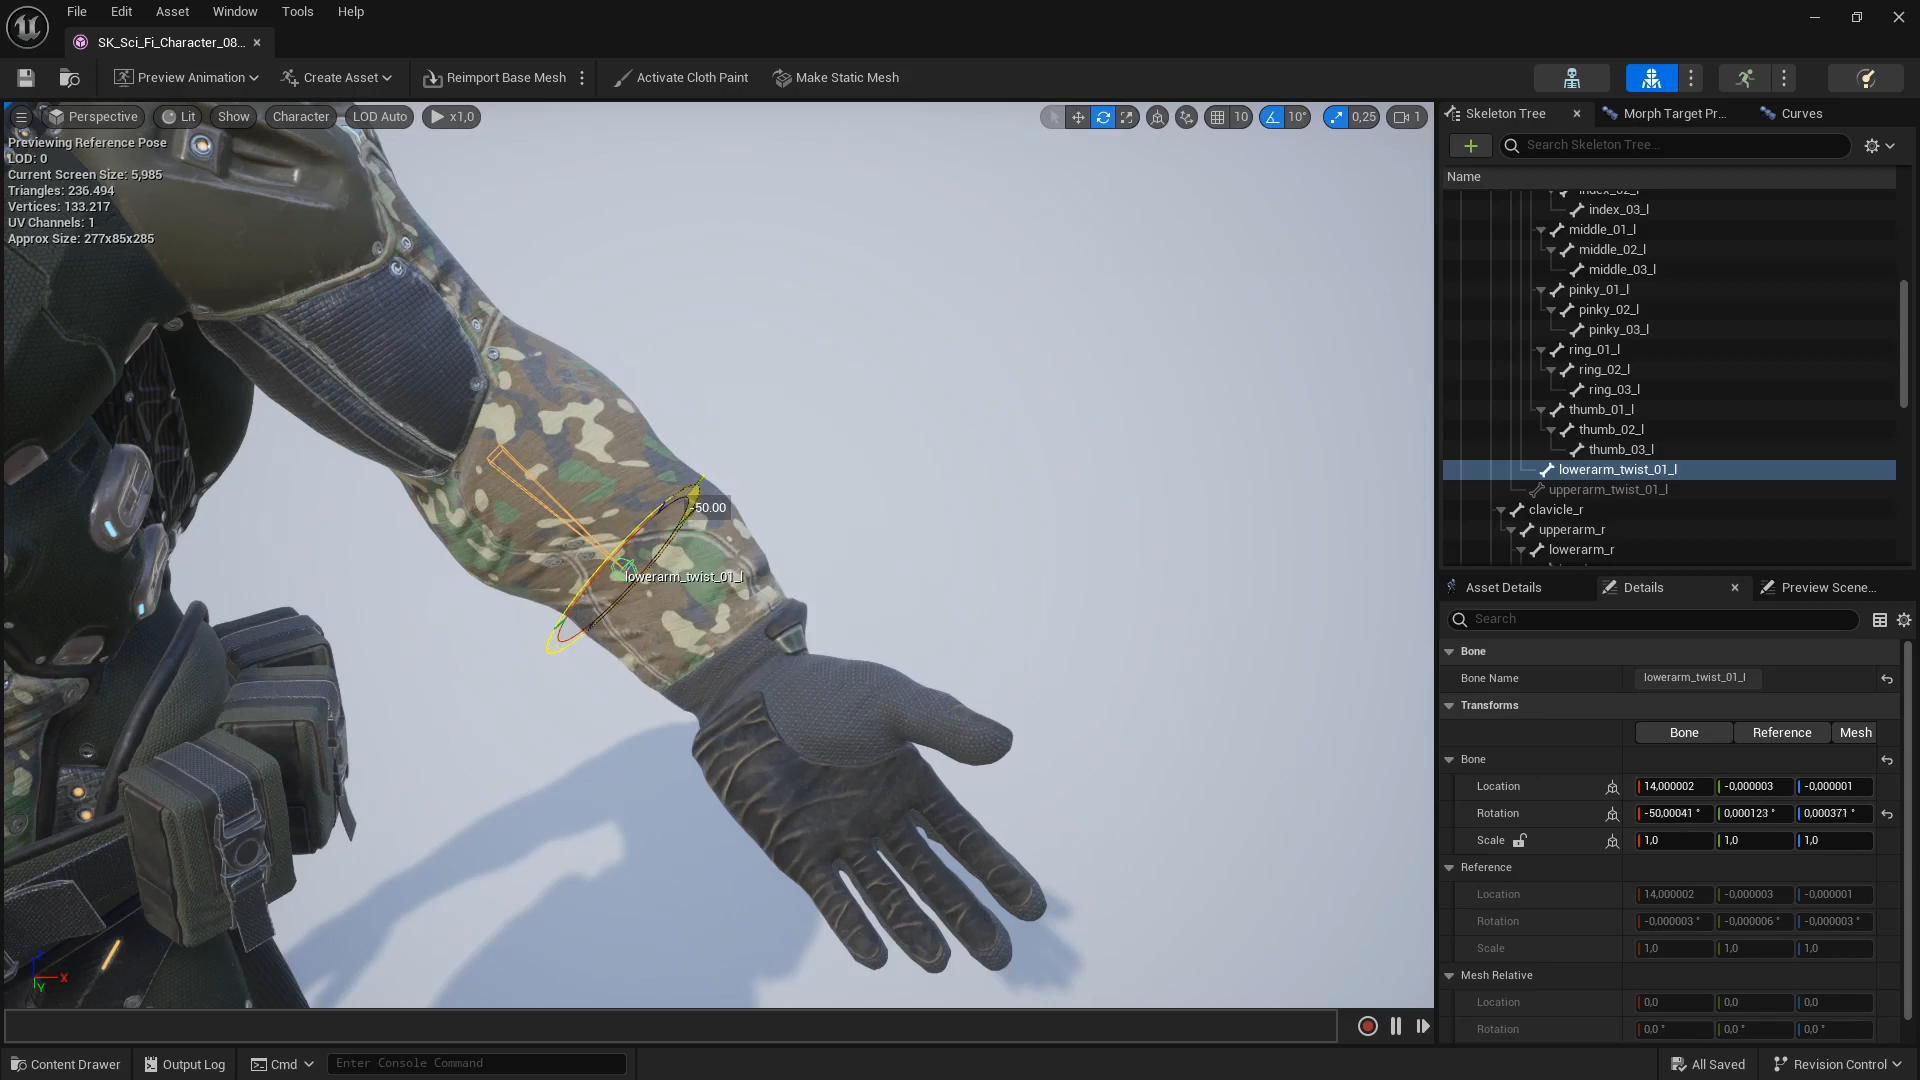 File Edit Asset Window Tools Help
SK_Sci_Fi_Character_08...
Preview Animation Create Asset Reimport Base Mesh Activate Cloth Paint Make Static Mesh
Perspective Lit Show Character LOD Auto x1,0 10 10° 0,25 1
Previewing Reference Pose
LOD: 0
Current Screen Size: 5,985
Triangles: 236.494
Vertices: 133.217
UV Channels: 1
Approx Size: 277x85x285
-50.00
lowerarm_twist_01_l
X
Y
Z
Skeleton Tree Morph Target Pr... Curves
Search Skeleton Tree...
Name
index_02_l
index_03_l
middle_01_l
middle_02_l
middle_03_l
pinky_01_l
pinky_02_l
pinky_03_l
ring_01_l
ring_02_l
ring_03_l
thumb_01_l
thumb_02_l
thumb_03_l
lowerarm_twist_01_l
upperarm_twist_01_l
clavicle_r
upperarm_r
lowerarm_r
Asset Details Details Preview Scene...
Search
Bone
Bone Name lowerarm_twist_01_l
Transforms
Bone Reference Mesh
Bone
Location 14,000002 -0,000003 -0,000001
Rotation -50,00041 ° 0,000123 ° 0,000371 °
Scale 1,0 1,0 1,0
Reference
Location 14,000002 -0,000003 -0,000001
Rotation -0,000003 ° -0,000006 ° -0,000003 °
Scale 1,0 1,0 1,0
Mesh Relative
Location 0,0 0,0 0,0
Rotation 0,0 ° 0,0 ° 0,0 °
Content Drawer Output Log Cmd Enter Console Command All Saved Revision Control